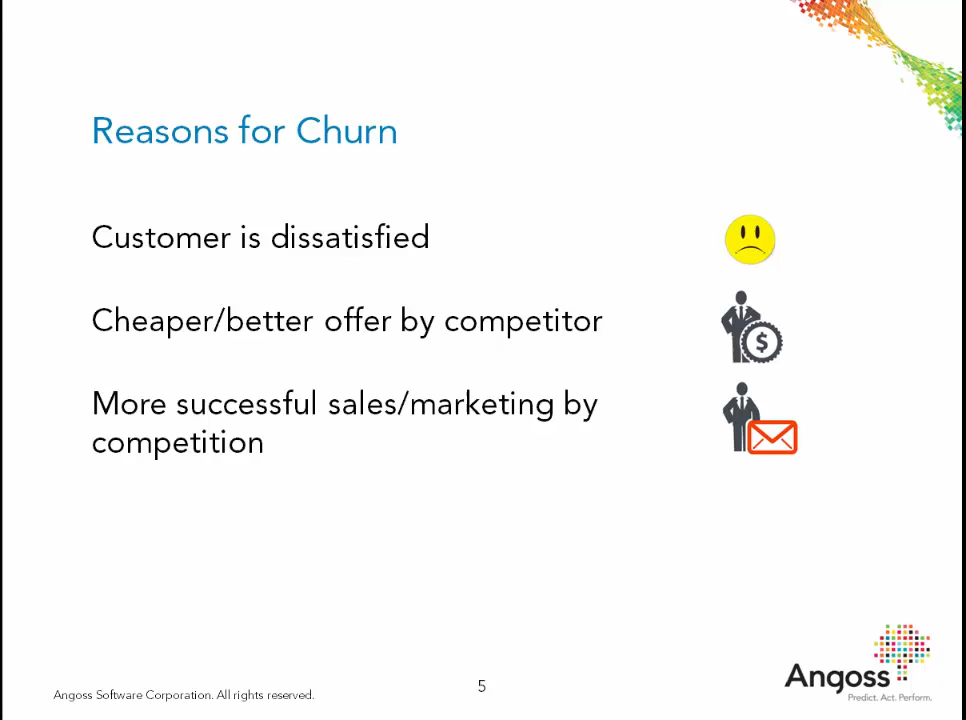 Reasons for Churn
Customer is dissatisfied
Cheaper/better offer by competitor
$
More successful sales/marketing by
competition
Angoss Software Corporation. All rights reserved.
5
Angoss
Predict. Act. Perform.